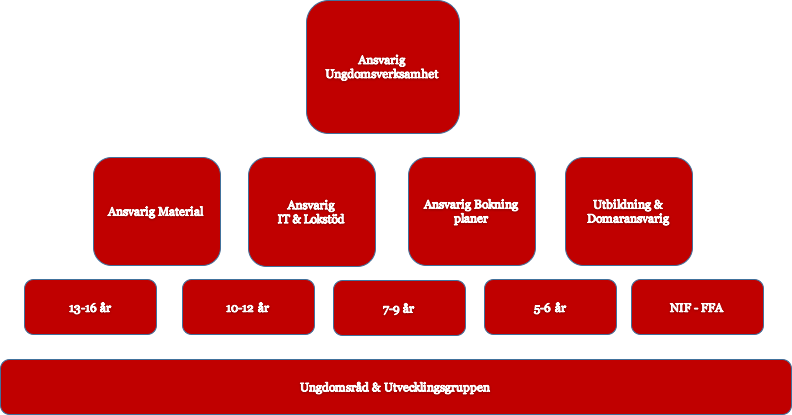 Ansvarig
Ungdomsverksamhet
Ansvarig Material
Ansvarig
IT & Lokstöd
Ansvarig Bokning
planer
Utbildning &
Domaransvarig
13-16 år
10-12 år
7-9 år
5-6 år
NIF - FFA
Ungdomsråd & Utvecklingsgruppen